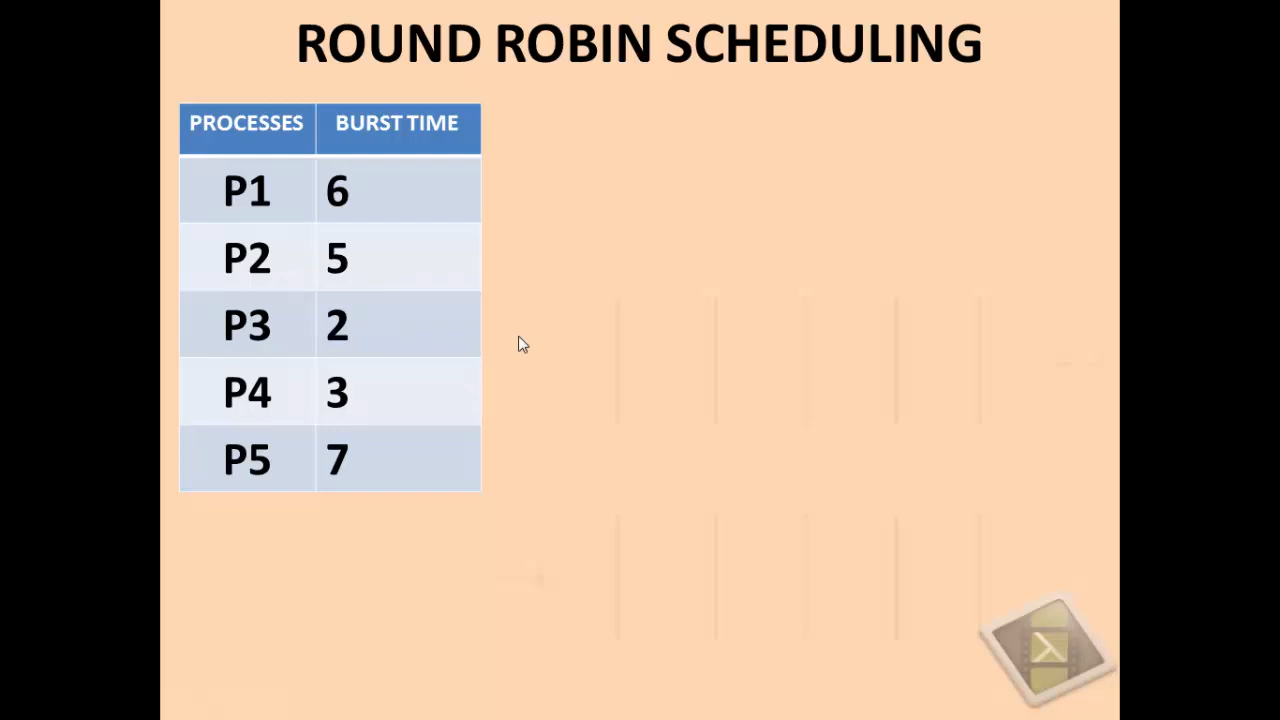 ROUND ROBIN SCHEDULING
PROCESSES BURST TIME
P1 6
P2 5
P3 2
P4 3
P5 7